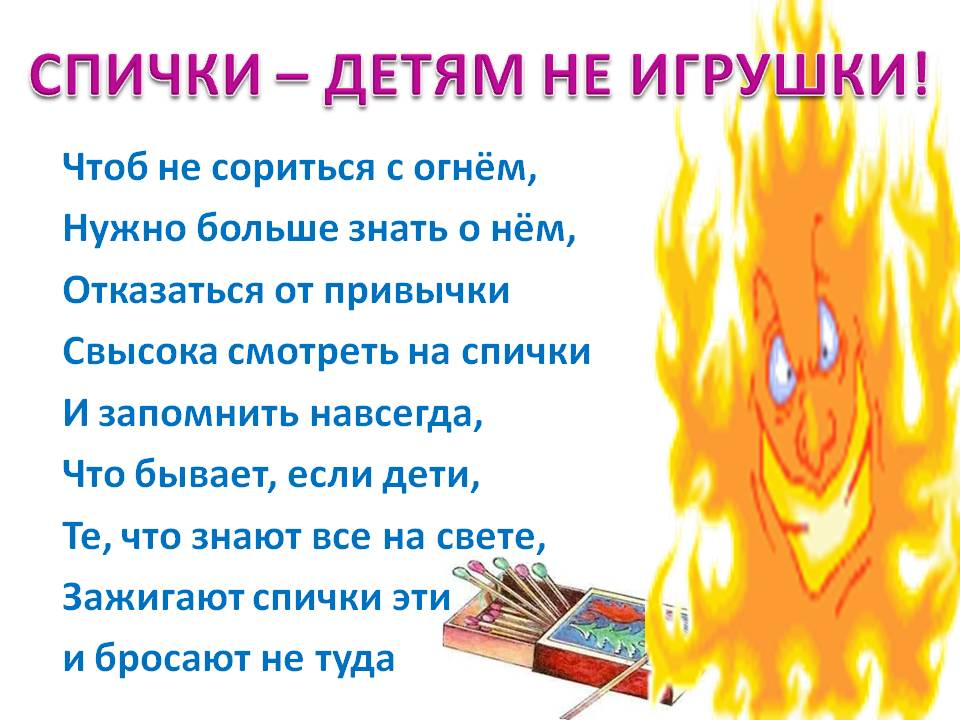 СПИЧКИ – ДЕТЯМ НЕ ИГРУШКИ!
Чтоб не сориться с огнём,
Нужно больше знать о нём,
Отказаться от привычки
Свысока смотреть на спички
И запомнить навсегда,
Что бывает, если дети,
Те, что знают все на свете,
Зажигают спички эти
и бросают не туда